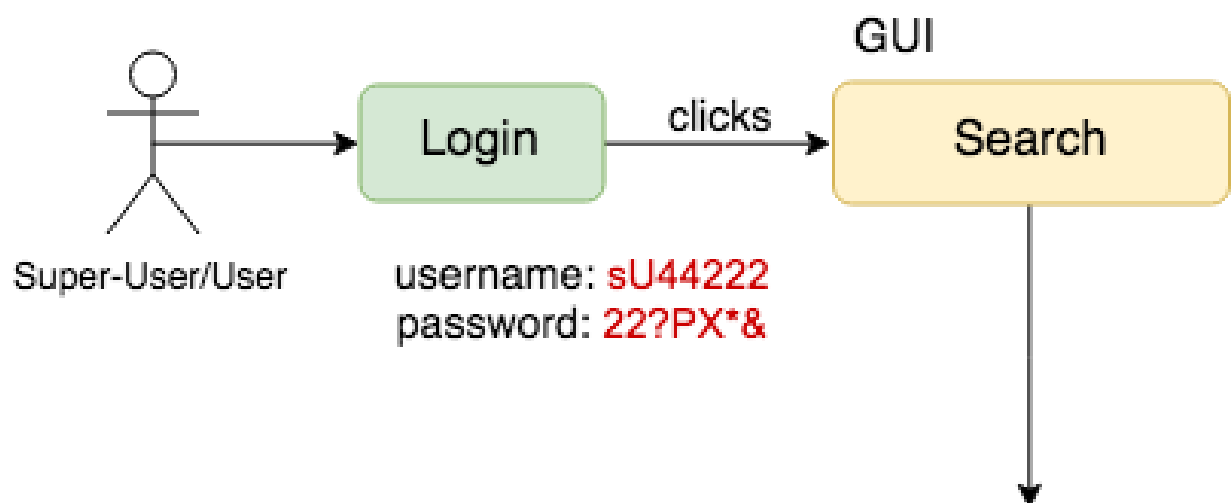 GUI
Login
clicks
Search
Super-User/User
username: sU44222
password: 22?PX*&